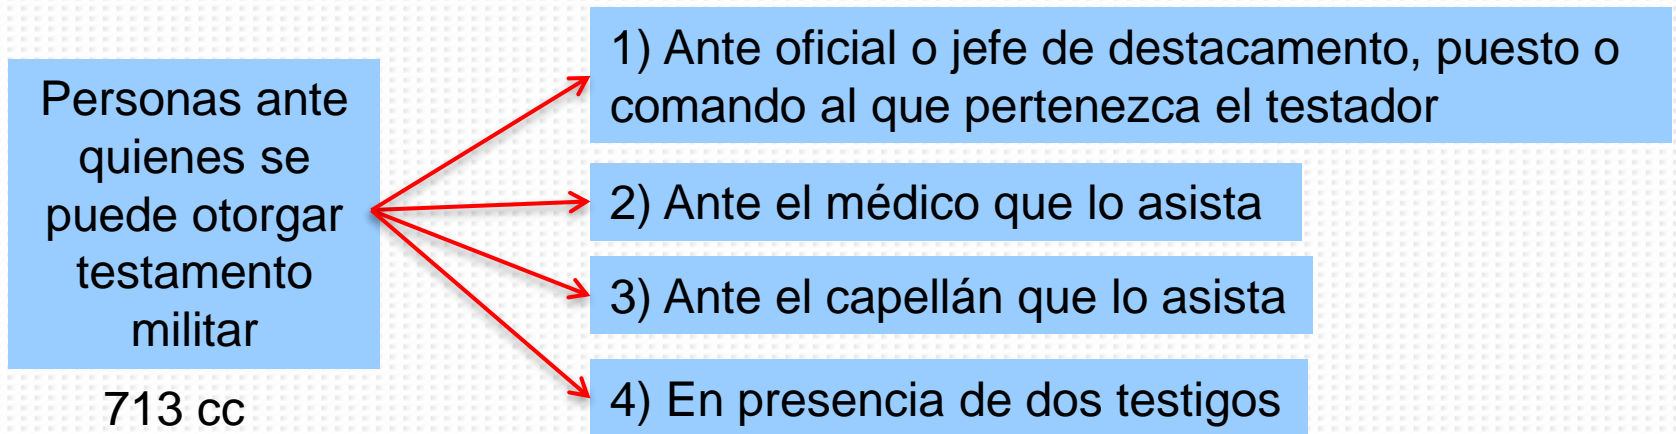 Personas ante
quienes se
puede otorgar
testamento
militar
713 cc
1) Ante oficial o jefe de destacamento, puesto o
comando al que pertenezca el testador
2) Ante el médico que lo asista
3) Ante el capellán que lo asista
4) En presencia de dos testigos